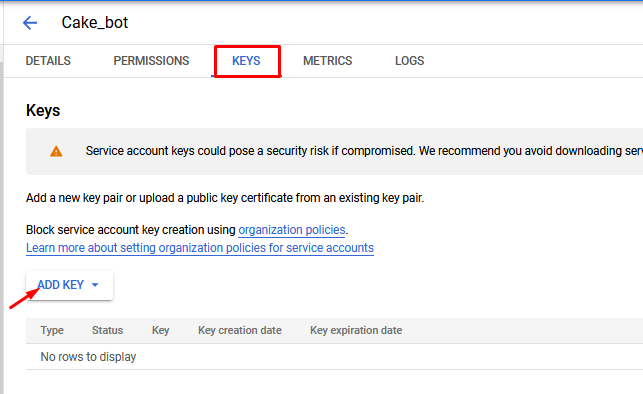 Cake_bot
DETAILS PERMISSIONS KEYS METRICS LOGS
Keys
Service account keys could pose a security risk if compromised. We recommend you avoid downloading serv
Add a new key pair or upload a public key certificate from an existing key pair.
Block service account key creation using organization policies.
Learn more about setting organization policies for service accounts
ADD KEY
Type Status Key Key creation date Key expiration date
No rows to display